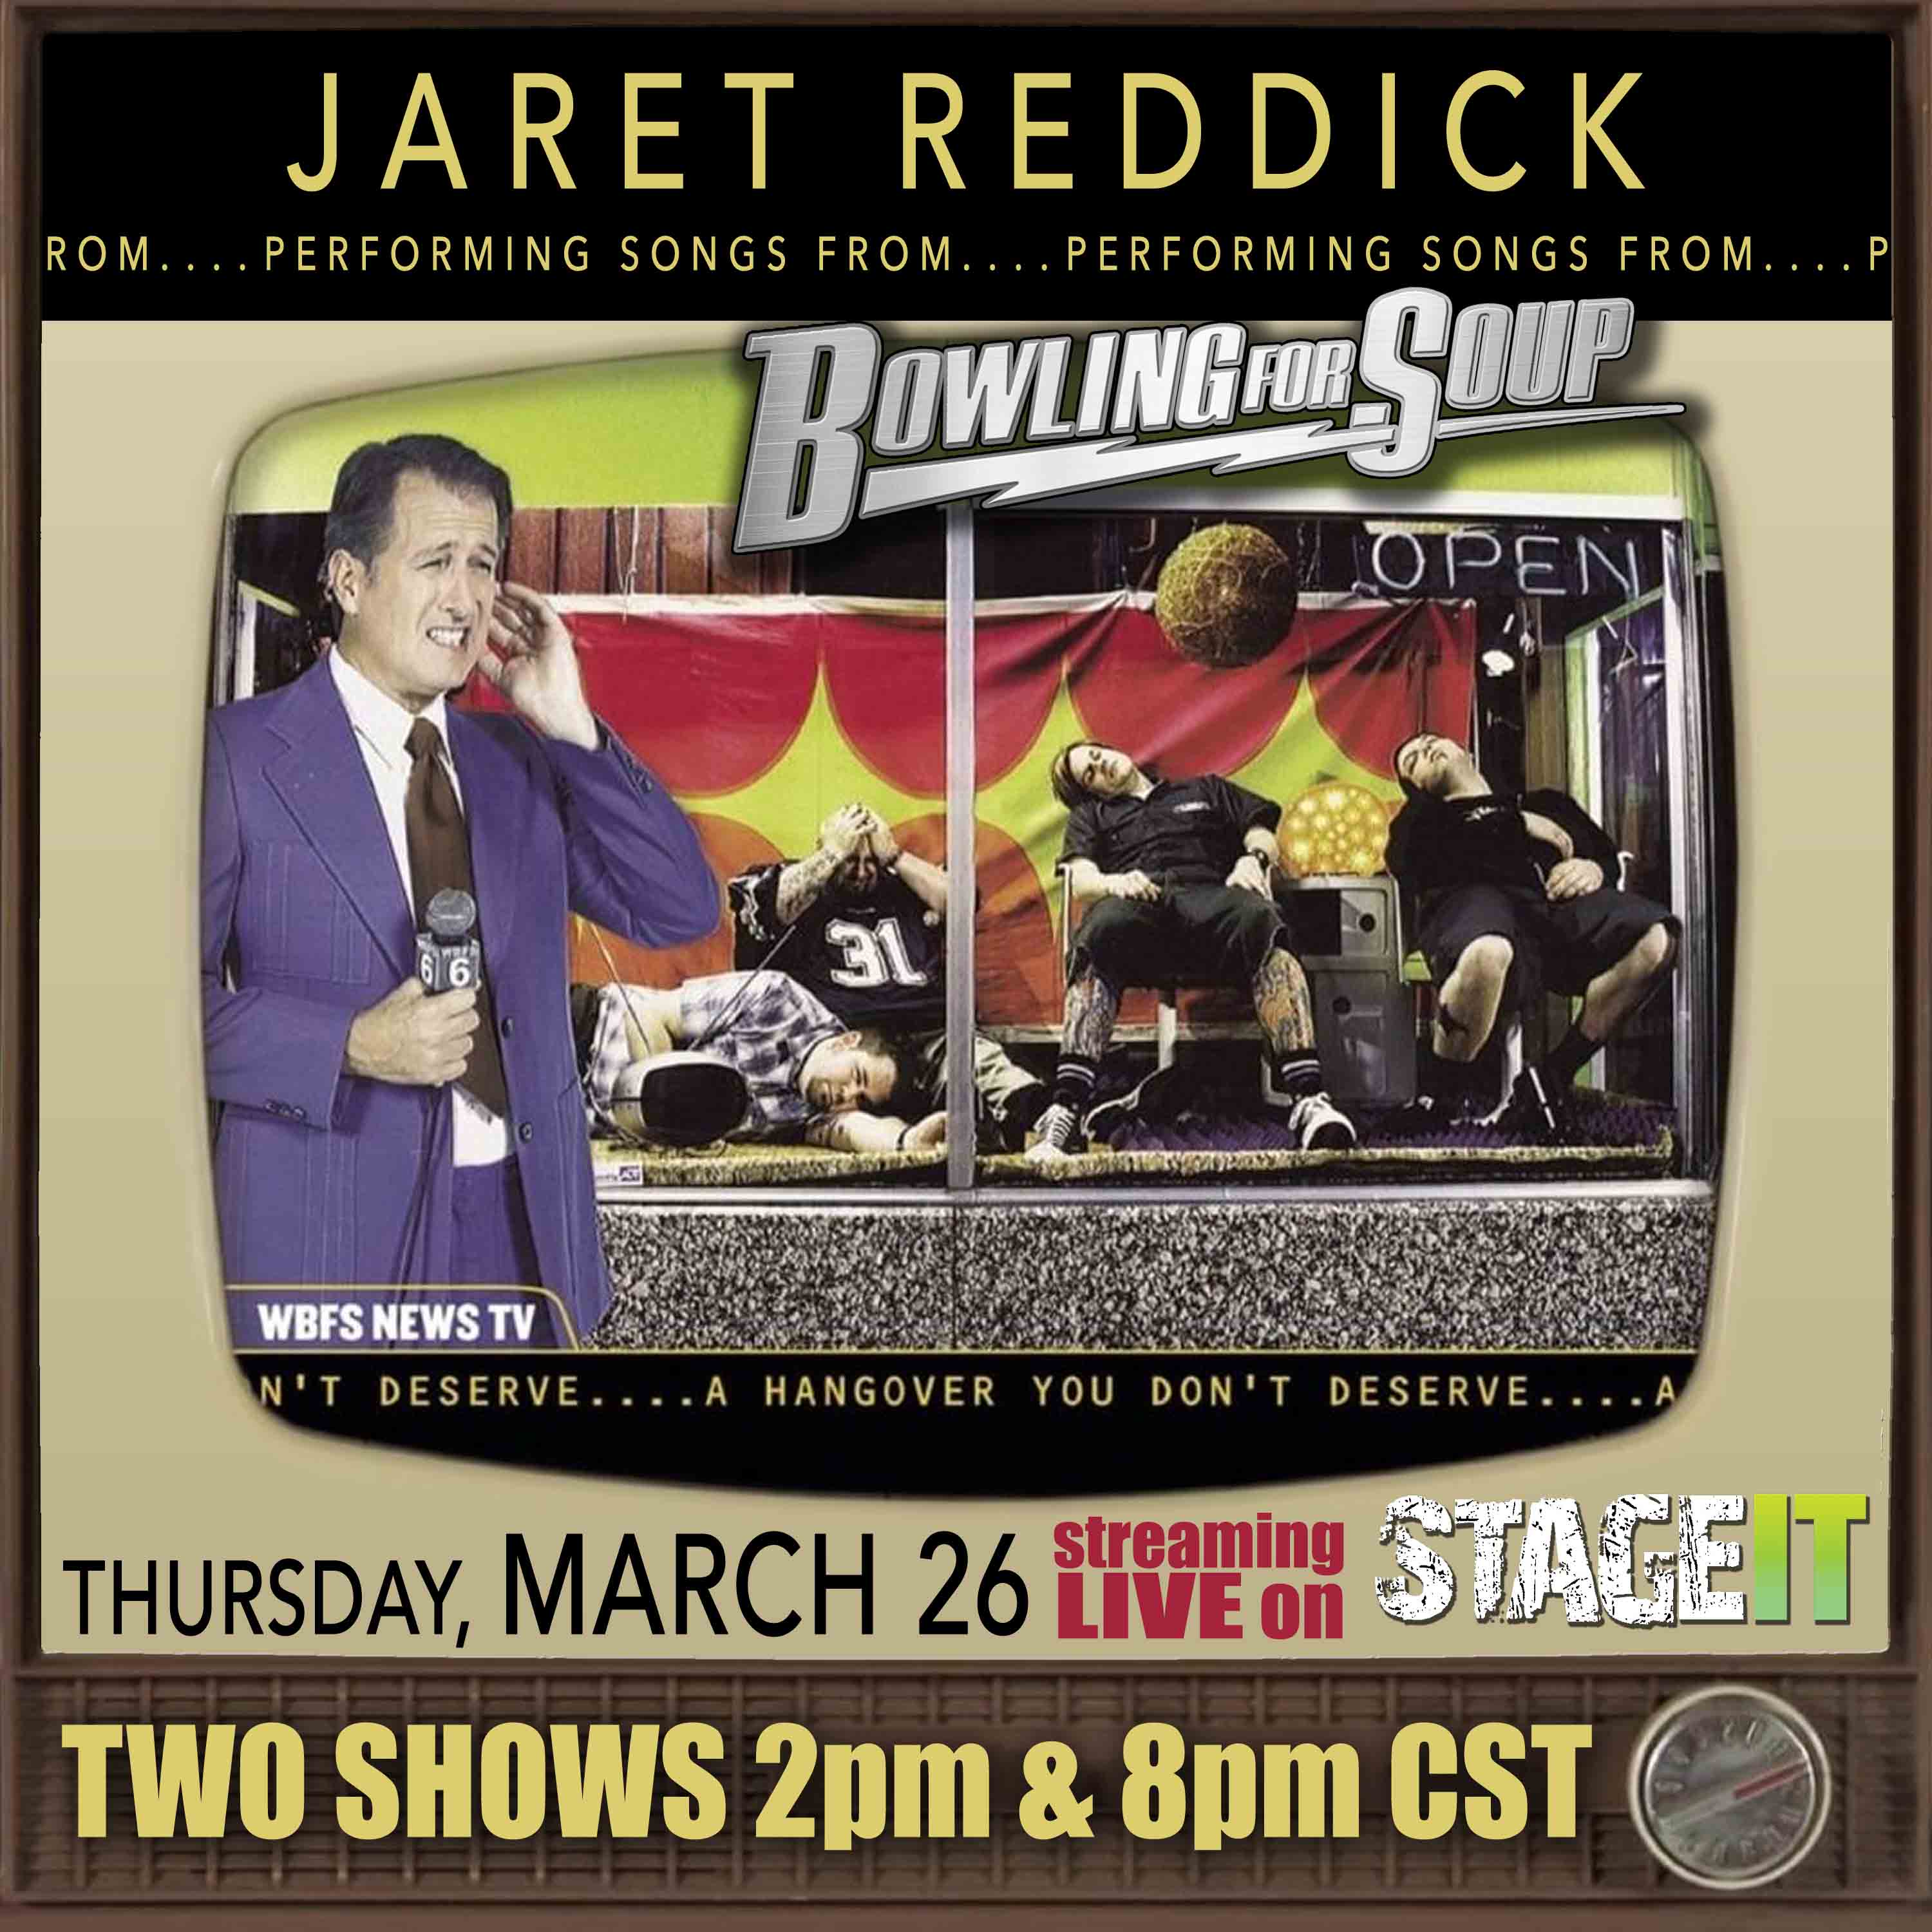 JARET REDDICK
ROM....PERFORMING SONGS FROM....PERFORMING SONGS FROM....P
BOWLING FOR SOUP
OPEN
31
6 6
WBFS NEWS TV
N'T DESERVE....A HANGOVER YOU DON'T DESERVE....A
THURSDAY, MARCH 26
streaming
LIVE on
STAGEIT
TWO SHOWS 2pm & 8pm CST